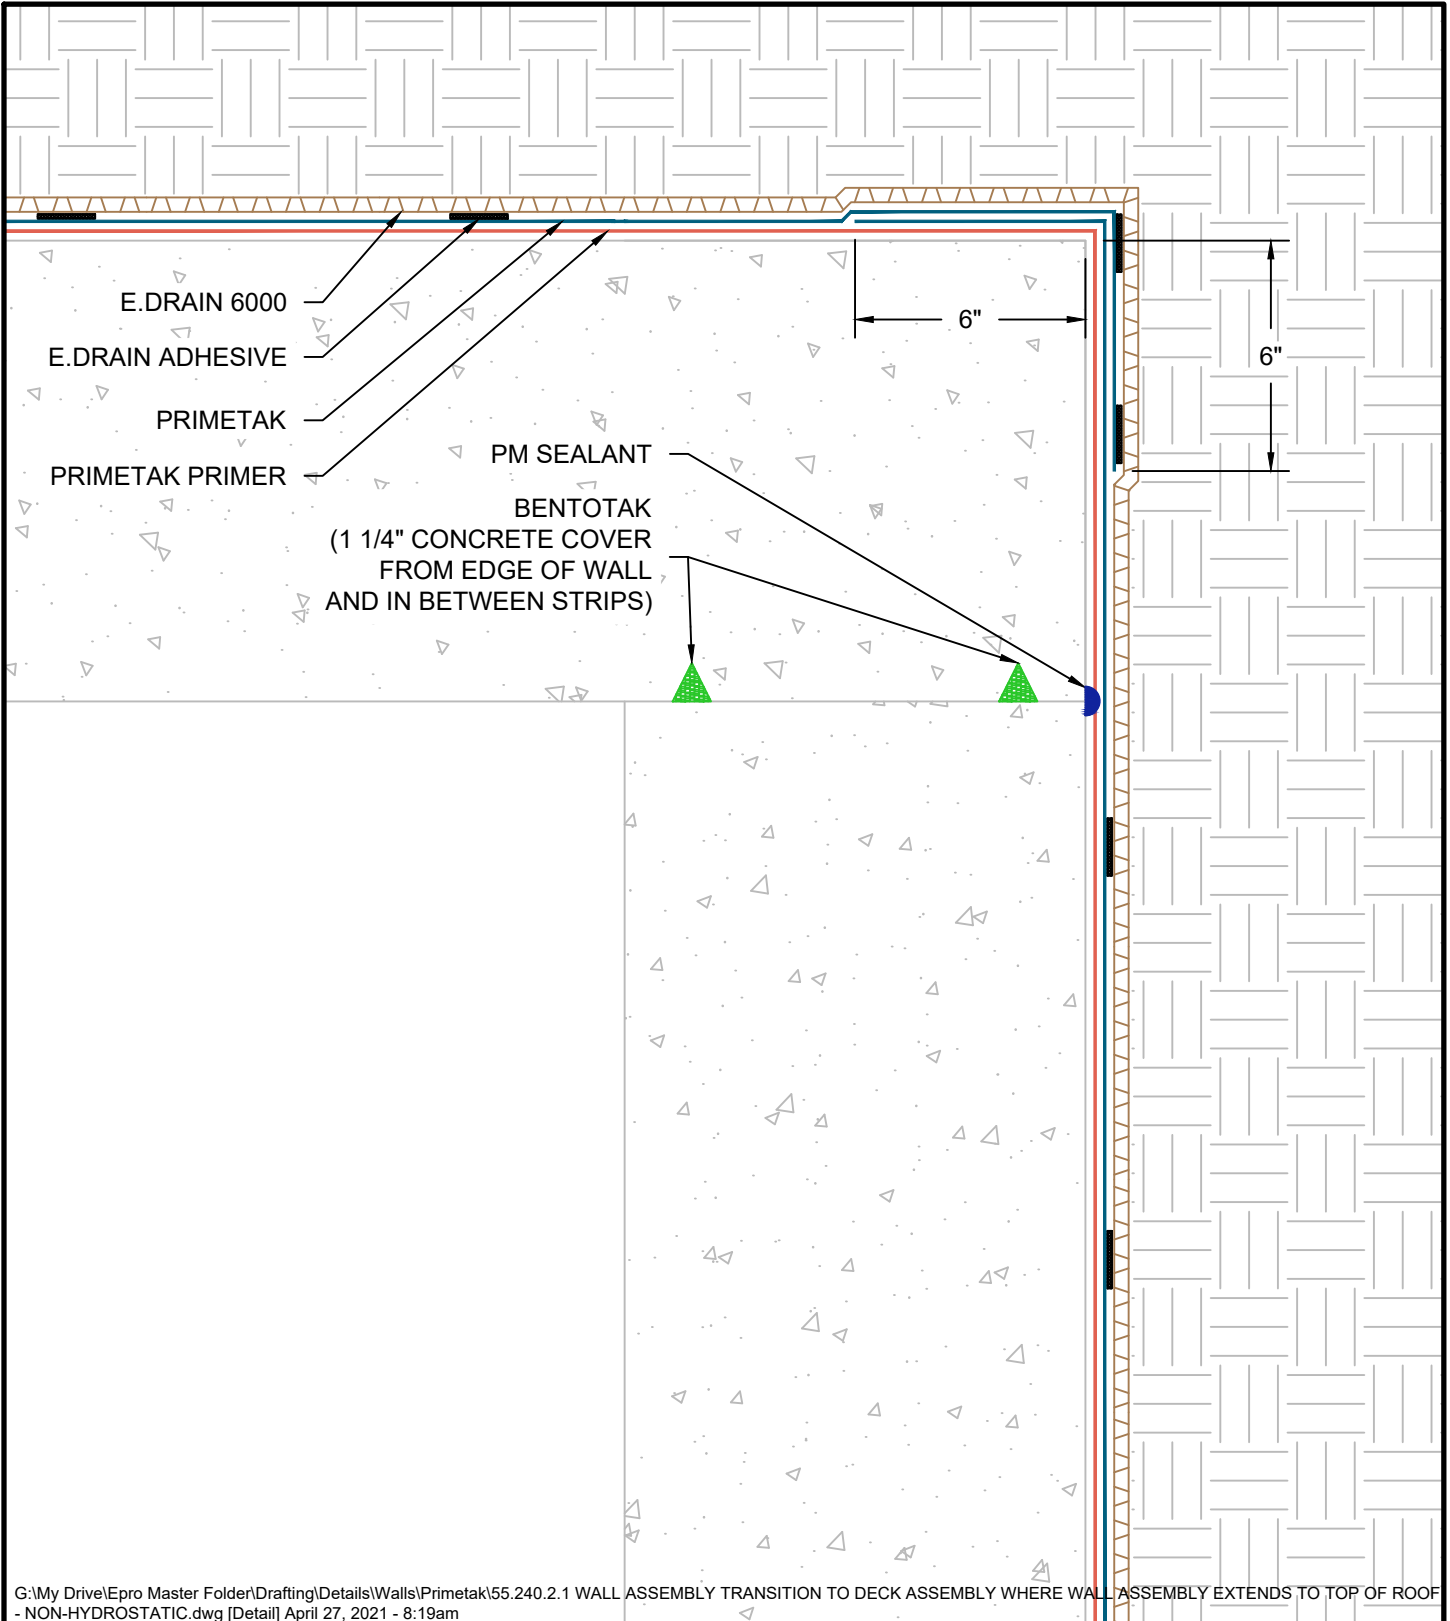 E.DRAIN 6000
E.DRAIN ADHESIVE
PRIMETAK
PRIMETAK PRIMER
6"
6"
PM SEALANT
BENTOTAK
(1 1/4" CONCRETE COVER
FROM EDGE OF WALL
AND IN BETWEEN STRIPS)
G:\My Drive\Epro Master Folder\Drafting\Details\Walls\Primetak\55.240.2.1 WALL ASSEMBLY TRANSITION TO DECK ASSEMBLY WHERE WALL ASSEMBLY EXTENDS TO TOP OF ROOF
- NON-HYDROSTATIC.dwg [Detail] April 27, 2021 - 8:19am